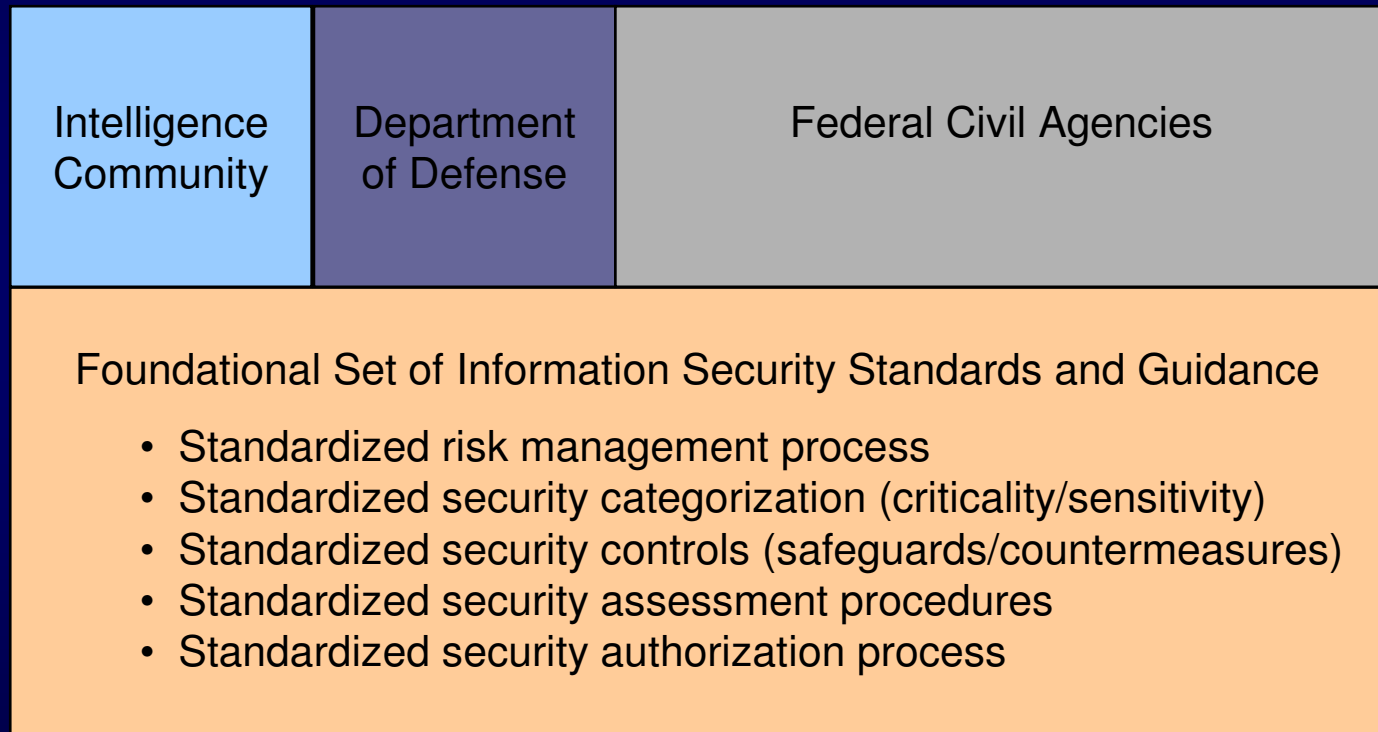 Intelligence
Community
Department
of Defense
Federal Civil Agencies
Foundational Set of Information Security Standards and Guidance
• Standardized risk management process
• Standardized security categorization (criticality/sensitivity)
• Standardized security controls (safeguards/countermeasures)
• Standardized security assessment procedures
• Standardized security authorization process